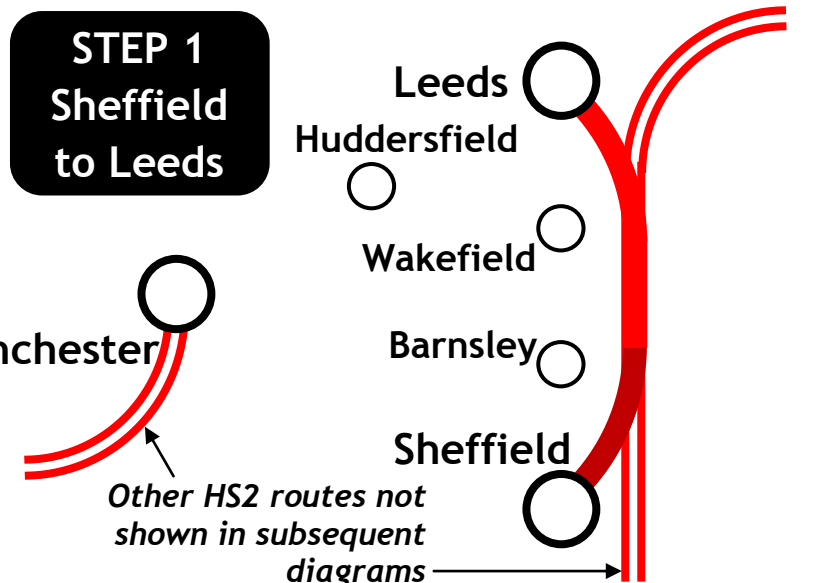 STEP 1
Sheffield
to Leeds
Leeds
Huddersfield
Wakefield
nchester
Barnsley
Sheffield
Other HS2 routes not
shown in subsequent
diagrams